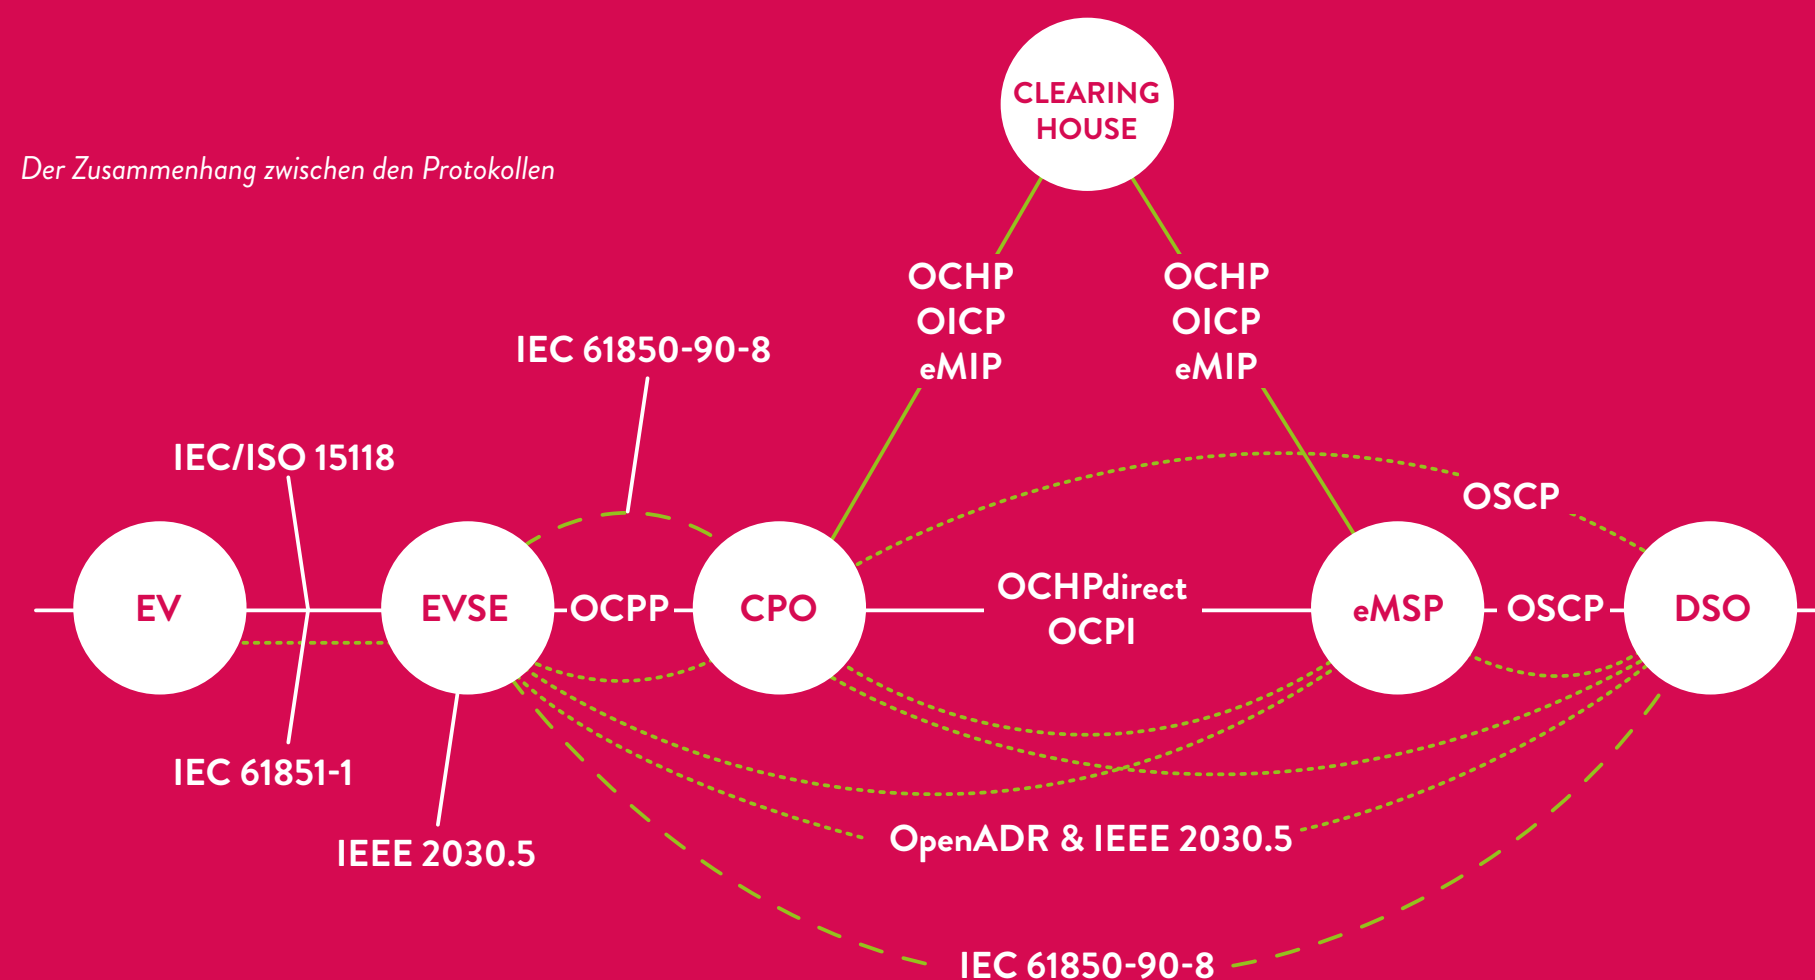 CLEARING
HOUSE
Der Zusammenhang zwischen den Protokollen
OCHP
OICP
eMIP
OCHP
OICP
eMIP
IEC 61850-90-8
IEC/ISO 15118
OSCP
EV
EVSE
OCPP
CPO
OCHPdirect
OCPI
eMSP
OSCP
DSO
IEC 61851-1
IEEE 2030.5
OpenADR & IEEE 2030.5
IEC 61850-90-8